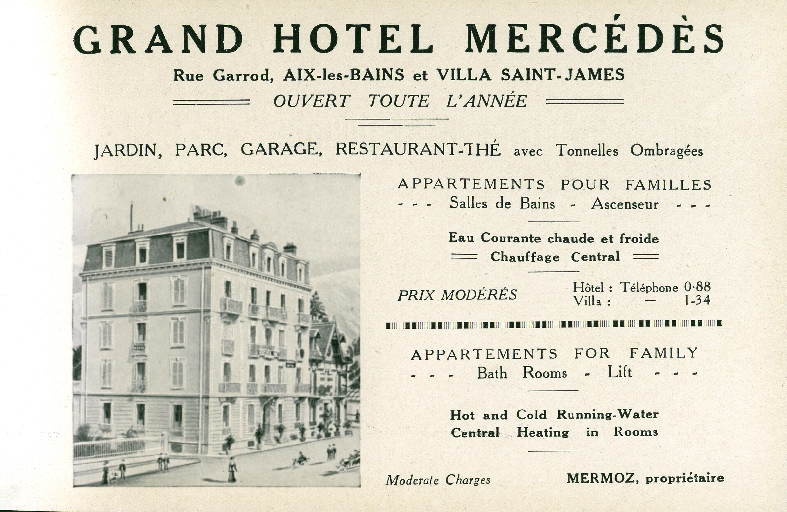 GRAND HOTEL MERCÉDÈS
Rue Garrod, AIX-les-BAINS et VILLA SAINT-JAMES
OUVERT TOUTE L'ANNÉE
JARDIN, PARC, GARAGE, RESTAURANT-THÉ avec Tonnelles Ombragées
APPARTEMENTS POUR FAMILLES
- - - Salles de Bains - Ascenseur - - -
Eau Courante chaude et froide
Chauffage Central
PRIX MODÉRÉS
Hôtel : Téléphone 0-88
Villa : — 1-34
APPARTEMENTS FOR FAMILY
- - - Bath Rooms - Lift - - -
Hot and Cold Running-Water
Central Heating in Rooms
Moderate Charges
MERMOZ, propriétaire